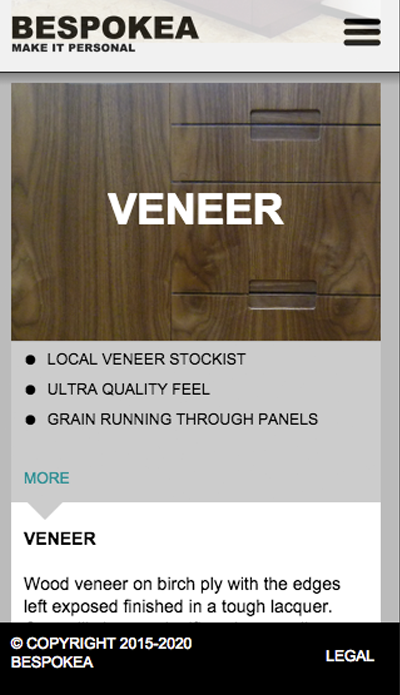 BESPOKEA
MAKE IT PERSONAL
VENEER
LOCAL VENEER STOCKIST
ULTRA QUALITY FEEL
GRAIN RUNNING THROUGH PANELS
MORE
VENEER
Wood veneer on birch ply with the edges
left exposed finished in a tough lacquer.
© COPYRIGHT 2015-2020
BESPOKEA
LEGAL